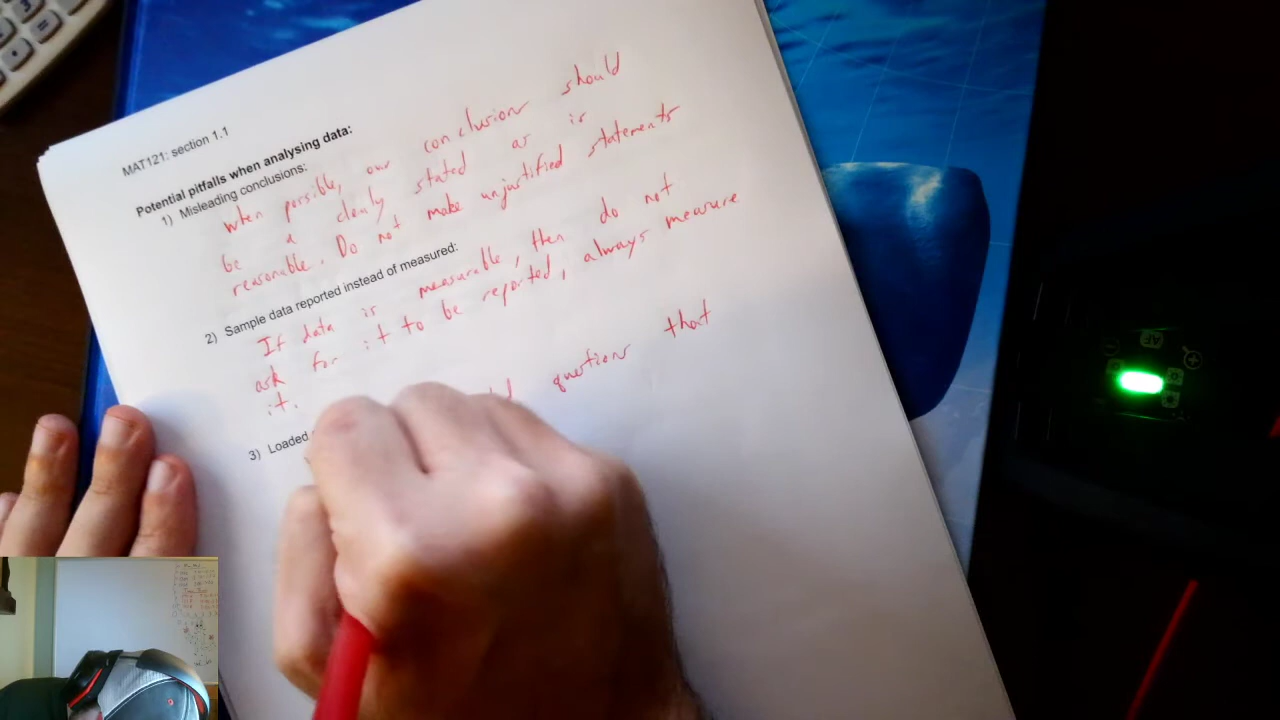 MAT121: section 1.1
Potential pitfalls when analysing data:
1) Misleading conclusions:
When possible, our conclusions should
be a clearly stated as is
reasonable. Do not make unjustified statements
2) Sample data reported instead of measured:
If data is measurable, then do not
ask for it to be reported, always measure
it.
3) Loaded
questions that